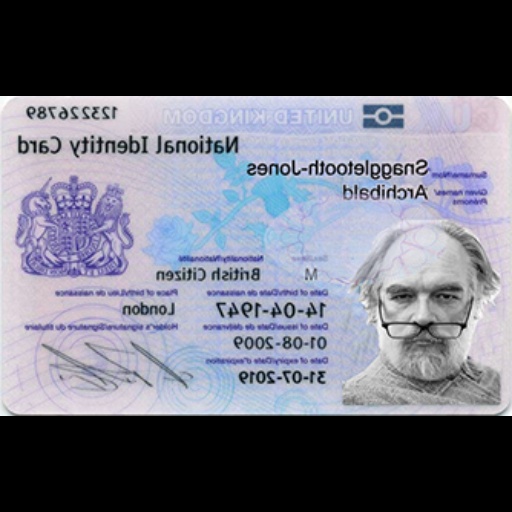 UNITED KINGDOM 123226789
National Identity Card
Surname/Nom
Snaggletooth-Jones
Given names/
Prénoms
Archibald
Sex/Sexe Nationality/Nationalité
M British Citizen
Date of birth/Date de naissance Place of birth/Lieu de naissance
14-04-1947 London
Date of issue/Date de délivrance Holder's signature/Signature du titulaire
01-08-2009
Date of expiry/Date d'expiration
31-07-2019